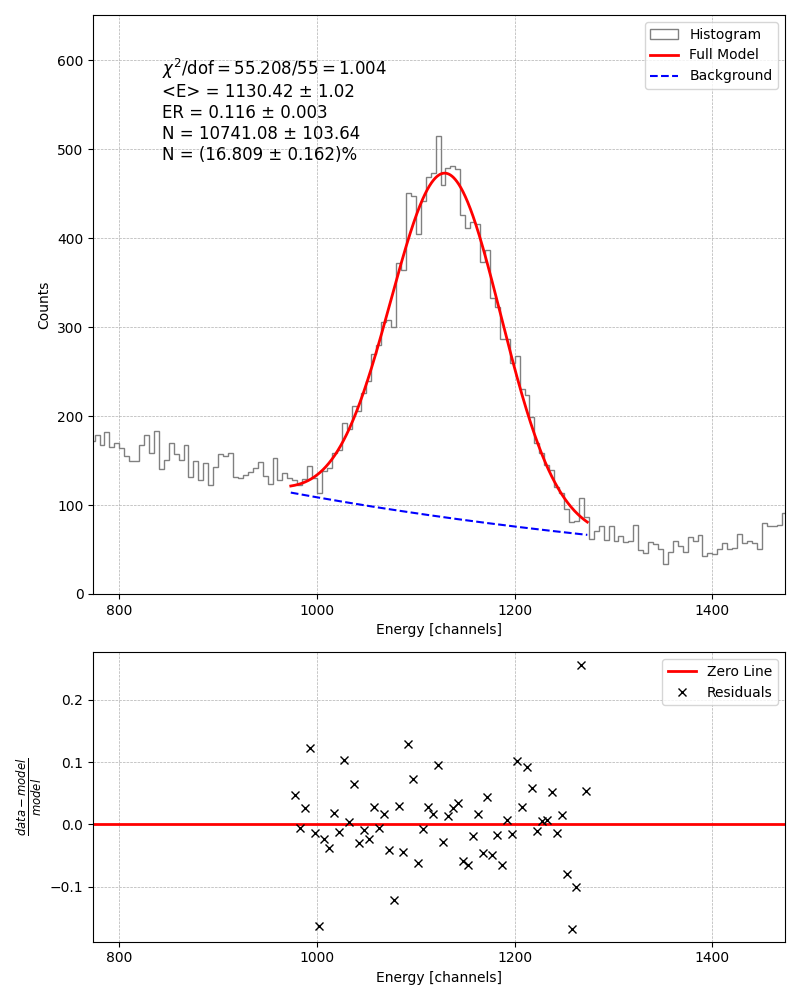 χ²/dof = 55.208/55 = 1.004
<E> = 1130.42 ± 1.02
ER = 0.116 ± 0.003
N = 10741.08 ± 103.64
N = (16.809 ± 0.162)%
Histogram
Full Model
Background
600
500
400
300
200
100
0
Counts
800 1000 1200 1400
Energy [channels]
Zero Line
Residuals
0.2
0.1
0.0
−0.1
data − model
model
800 1000 1200 1400
Energy [channels]